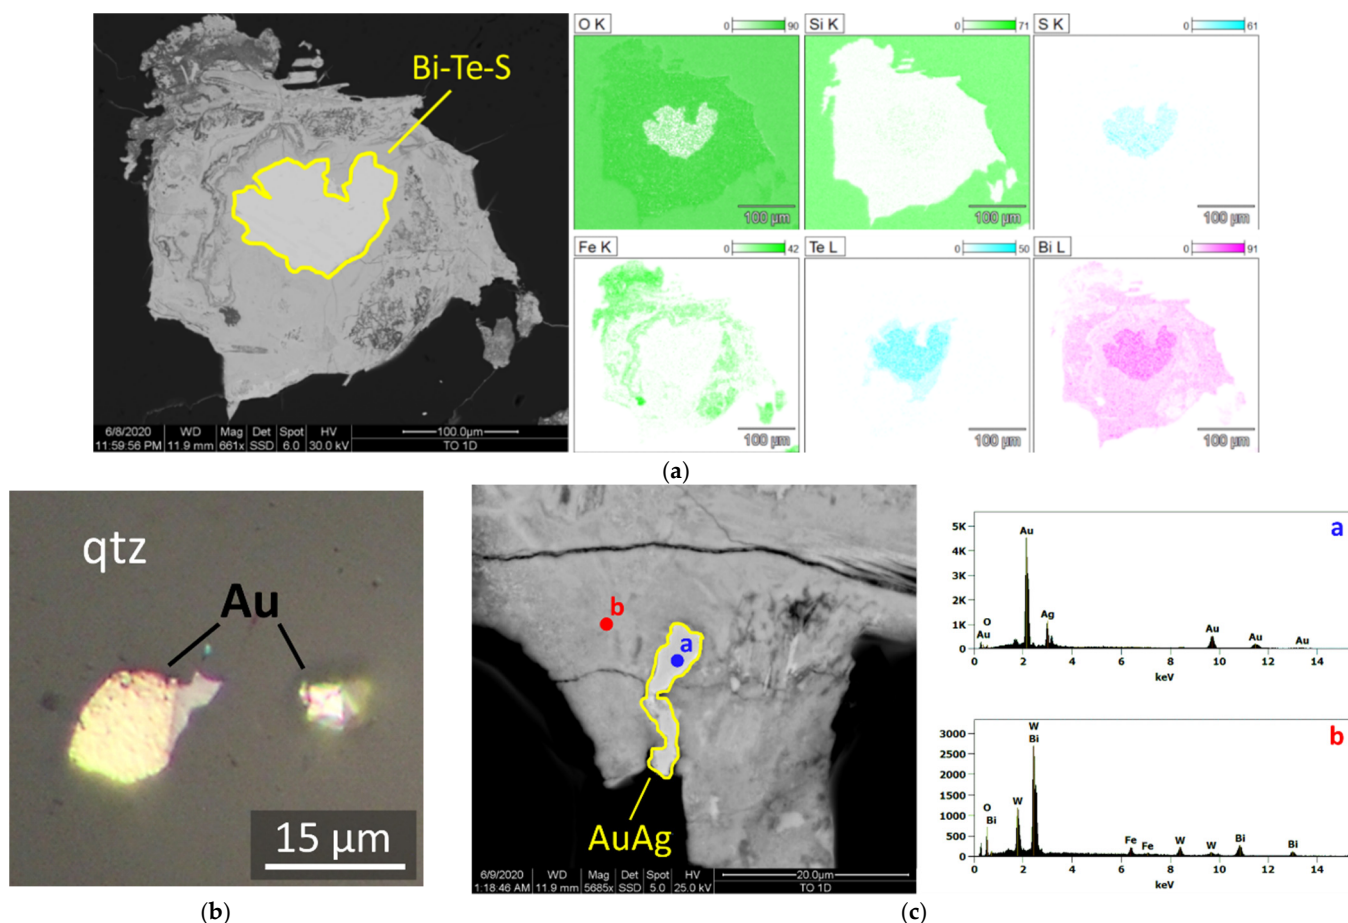 Bi-Te-S
6/8/2020 WD Mag Det Spot HV 100.0µm
11:59:56 PM 11.9 mm 661x SSD 6.0 30.0 kV TO 1D
O K 0 90
100 µm
Si K 0 71
100 µm
S K 0 61
100 µm
Fe K 0 42
100 µm
Te L 0 50
100 µm
Bi L 0 91
100 µm
(a)
qtz
Au
15 µm
(b)
b
a
AuAg
6/9/2020 WD Mag Det Spot HV 20.0µm
1:18:46 AM 11.9 mm 5685x SSD 5.0 25.0 kV TO 1D
a
5K
4K
3K
2K
1K
0
Au
O
Au
Ag
Au
Au
Au
0 2 4 6 8 10 12 14
keV
b
3000
2500
2000
1500
1000
500
0
W
Bi
O
Bi
W
Fe
Fe
W
W
Bi
Bi
0 2 4 6 8 10 12 14
keV
(c)